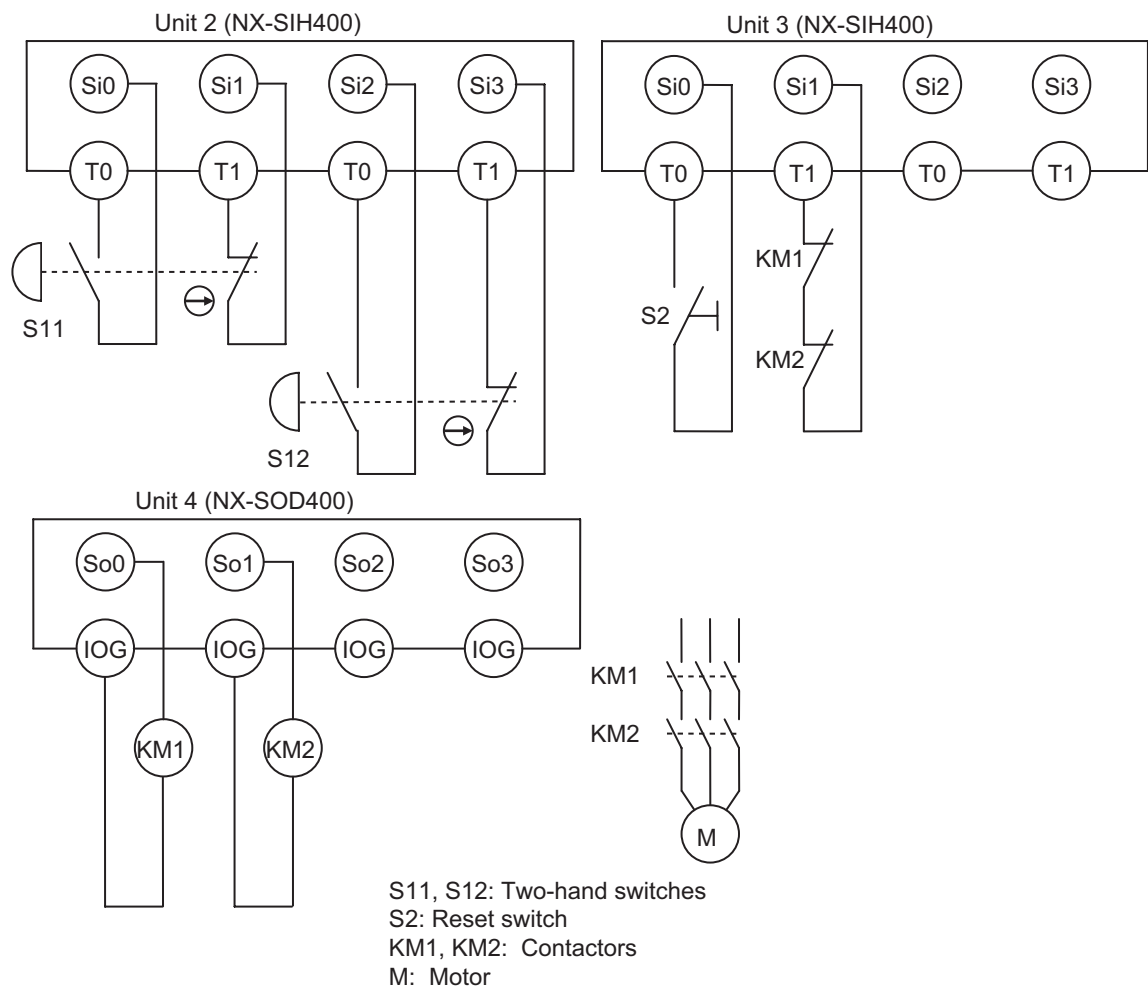 Unit 2 (NX-SIH400)
Si0 Si1 Si2 Si3
T0 T1 T0 T1
S11
S12
Unit 3 (NX-SIH400)
Si0 Si1 Si2 Si3
T0 T1 T0 T1
KM1
S2
KM2
Unit 4 (NX-SOD400)
So0 So1 So2 So3
IOG IOG IOG IOG
KM1 KM2
KM1
KM2
M
S11, S12: Two-hand switches
S2: Reset switch
KM1, KM2: Contactors
M: Motor